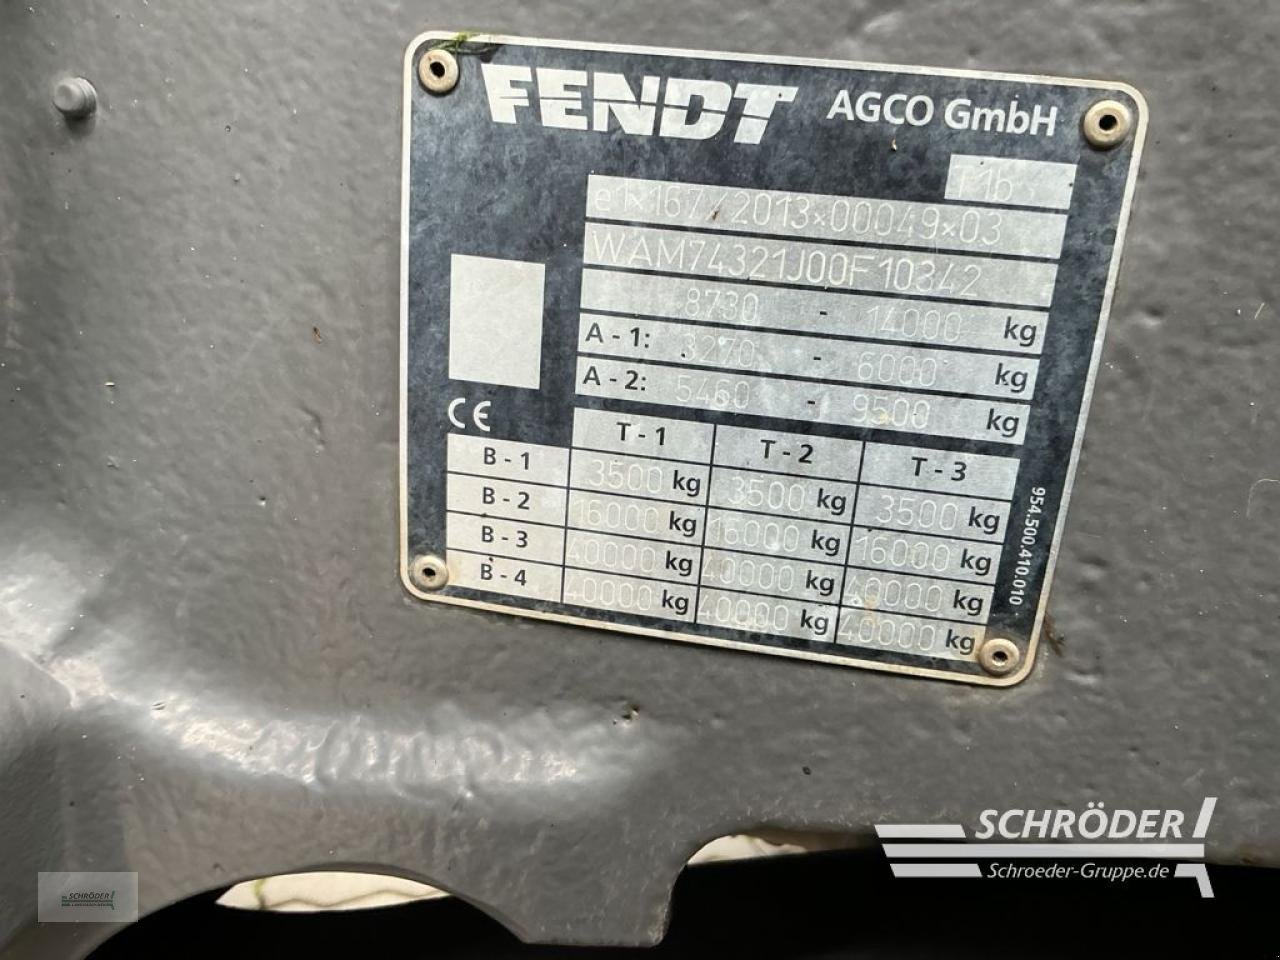 FENDT AGCO GmbH
T1b
e1*167/2013*00049*03
WAM74321J00F10342
8730 - 14000 kg
A - 1: 3270 - 6000 kg
A - 2: 5460 - 9500 kg
CE
T - 1 T - 2 T - 3
B - 1 3500 kg 3500 kg 3500 kg
B - 2 16000 kg 16000 kg 16000 kg
B - 3 40000 kg 40000 kg 40000 kg
B - 4 40000 kg 40000 kg 40000 kg
954.500.410.010
SCHRÖDER
Schroeder-Gruppe.de
SCHRÖDER